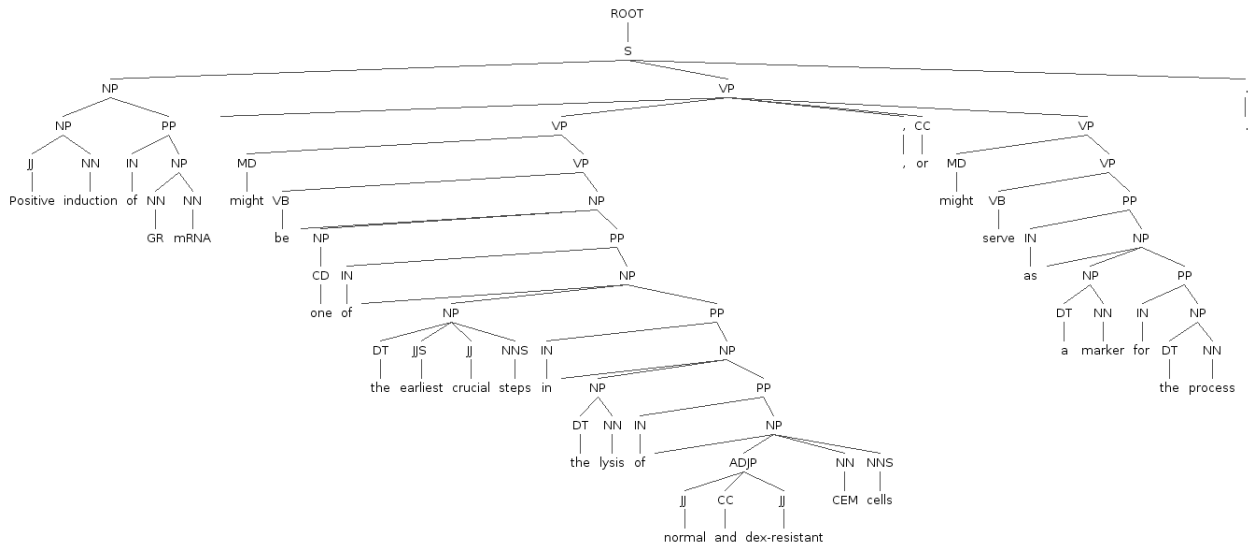 ROOT
S
NP VP .
NP PP VP , CC VP .
JJ NN IN NP MD VP , or MD VP
Positive induction of NN NN might VB NP might VB PP
GR mRNA be NP PP serve IN NP
CD IN NP as NP PP
one of NP PP DT NN IN NP
DT JJS JJ NNS IN NP a marker for DT NN
the earliest crucial steps in NP PP the process
DT NN IN NP
the lysis of ADJP NN NNS
JJ CC JJ CEM cells
normal and dex-resistant